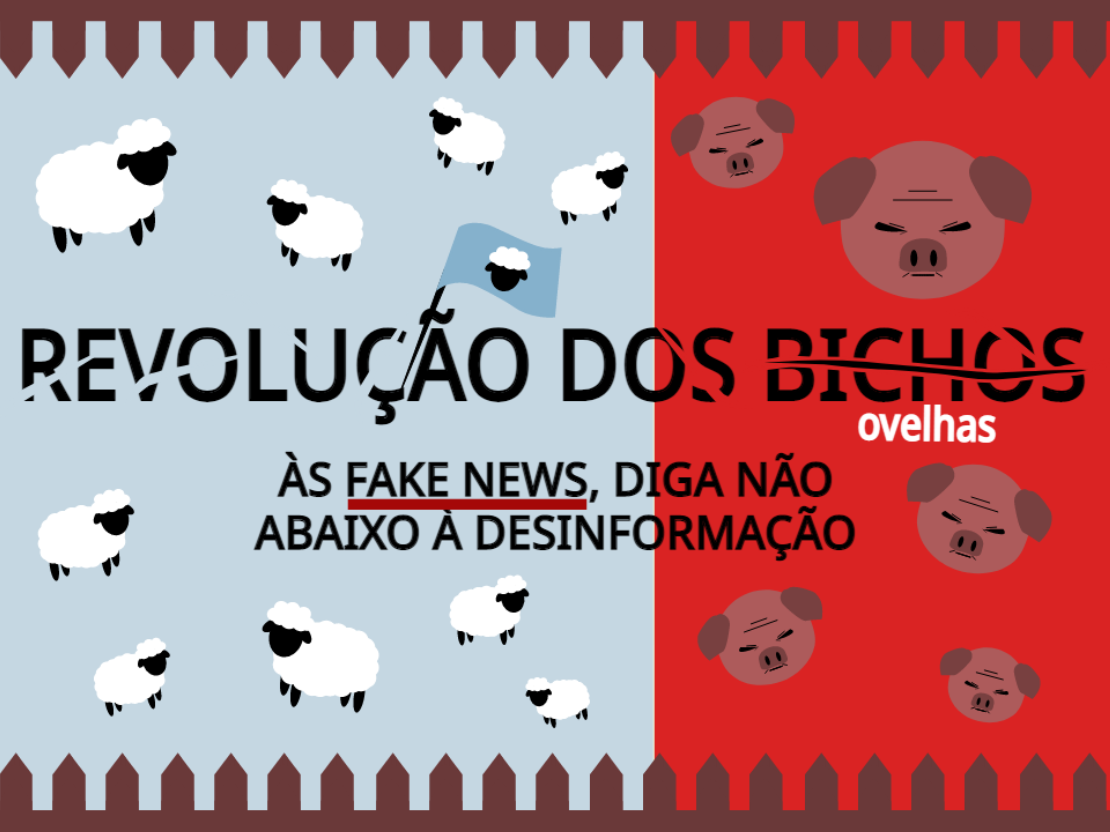 REVOLUÇÃO DOS BICHOS
ovelhas
ÀS FAKE NEWS, DIGA NÃO
ABAIXO À DESINFORMAÇÃO